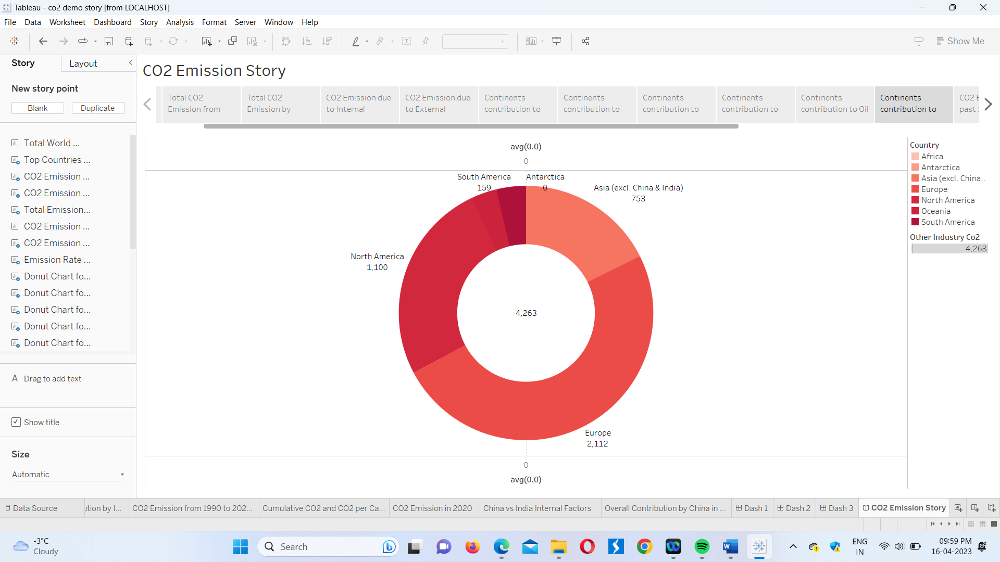 Tableau - co2 demo story [from LOCALHOST]
File Data Worksheet Dashboard Story Analysis Format Server Window Help
Show Me
Story Layout
New story point
Blank Duplicate
Total World ...
Top Countries ...
CO2 Emission ...
CO2 Emission ...
Total Emission...
CO2 Emission ...
CO2 Emission ...
Emission Rate ...
Donut Chart fo...
Donut Chart fo...
Donut Chart fo...
Donut Chart fo...
Donut Chart fo...
A Drag to add text
Show title
Size
Automatic
CO2 Emission Story
Total CO2
Emission from
Total CO2
Emission by
CO2 Emission due
to Internal
CO2 Emission due
to External
Continents
contribution to
Continents
contribution to
Continents
contribution to
Continents
contribution to
Continents
contribution to Oil
Continents
contribution to
CO2 E
past
avg(0.0)
0
South America
159
Antarctica
0
Asia (excl. China & India)
753
North America
1,100
4,263
Europe
2,112
0
avg(0.0)
Country
Africa
Antarctica
Asia (excl. China..
Europe
North America
Oceania
South America
Other Industry Co2
4,263
Data Source ution by I... CO2 Emission from 1990 to 202... Cumulative CO2 and CO2 per Ca... CO2 Emission in 2020 China vs India Internal Factors Overall Contribution by China in ... Dash 1 Dash 2 Dash 3 CO2 Emission Story
-3°C
Cloudy
Search
ENG
IN
09:59 PM
16-04-2023